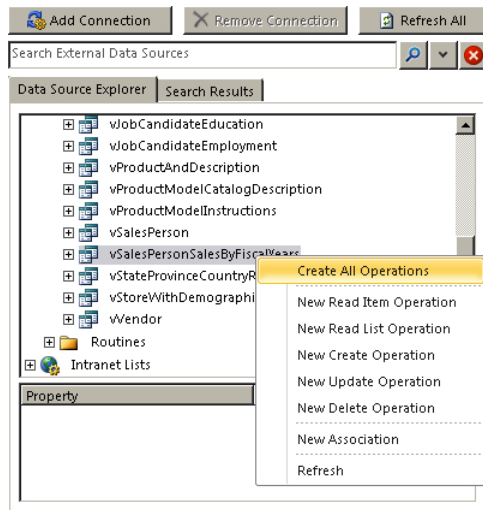 Add Connection Remove Connection Refresh All
Search External Data Sources
Data Source Explorer Search Results
vJobCandidateEducation
vJobCandidateEmployment
vProductAndDescription
vProductModelCatalogDescription
vProductModelInstructions
vSalesPerson
vSalesPersonSalesByFiscalYears
Create All Operations
vStateProvinceCountryR
vStoreWithDemographi
New Read Item Operation
vVendor
New Read List Operation
Routines
New Create Operation
Intranet Lists
New Update Operation
Property
New Delete Operation
New Association
Refresh